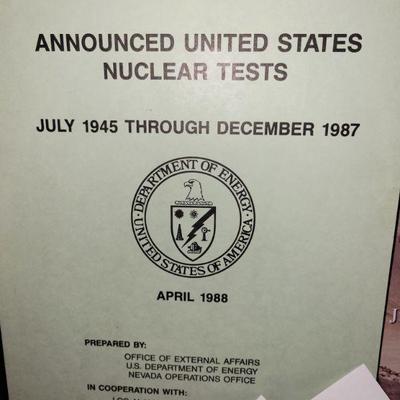 ANNOUNCED UNITED STATES
NUCLEAR TESTS
JULY 1945 THROUGH DECEMBER 1987
DEPARTMENT OF ENERGY
UNITED STATES OF AMERICA
APRIL 1988
PREPARED BY:
OFFICE OF EXTERNAL AFFAIRS
U.S. DEPARTMENT OF ENERGY
NEVADA OPERATIONS OFFICE
IN COOPERATION WITH:
J